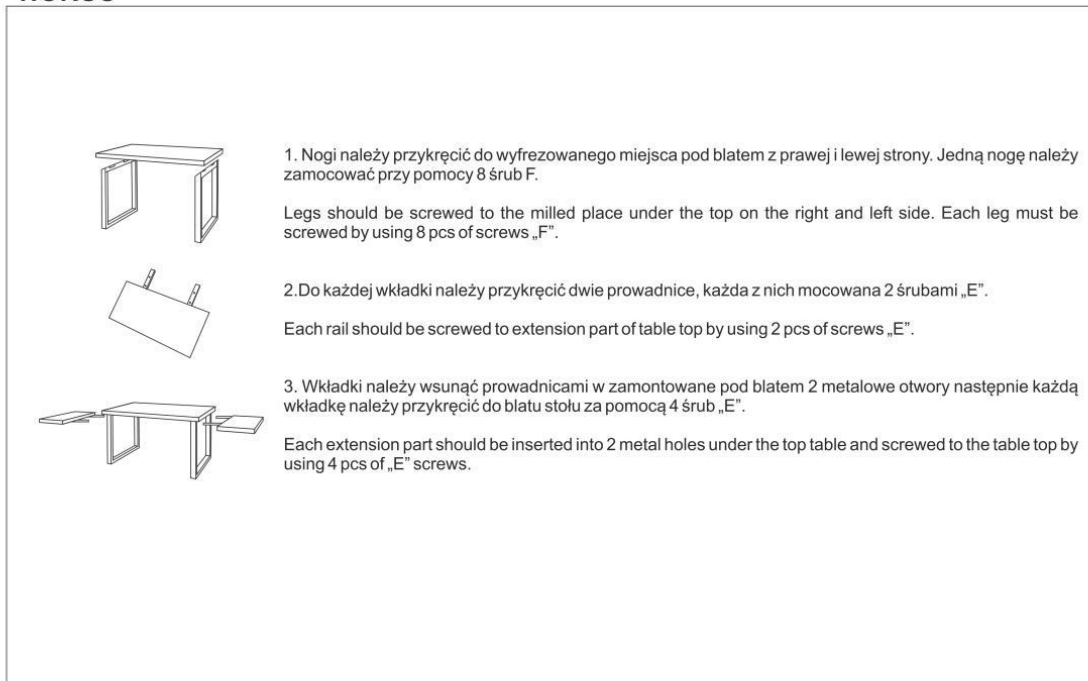 1. Nogi należy przykręcić do wyfrezowanego miejsca pod blatem z prawej i lewej strony. Jedną nogę należy
zamocować przy pomocy 8 śrub F.
Legs should be screwed to the milled place under the top on the right and left side. Each leg must be
screwed by using 8 pcs of screws „F”.
2.Do każdej wkładki należy przykręcić dwie prowadnice, każda z nich mocowana 2 śrubami „E”.
Each rail should be screwed to extension part of table top by using 2 pcs of screws „E”.
3. Wkładki należy wsunąć prowadnicami w zamontowane pod blatem 2 metalowe otwory następnie każdą
wkładkę należy przykręcić do blatu stołu za pomocą 4 śrub „E”.
Each extension part should be inserted into 2 metal holes under the top table and screwed to the table top by
using 4 pcs of „E” screws.